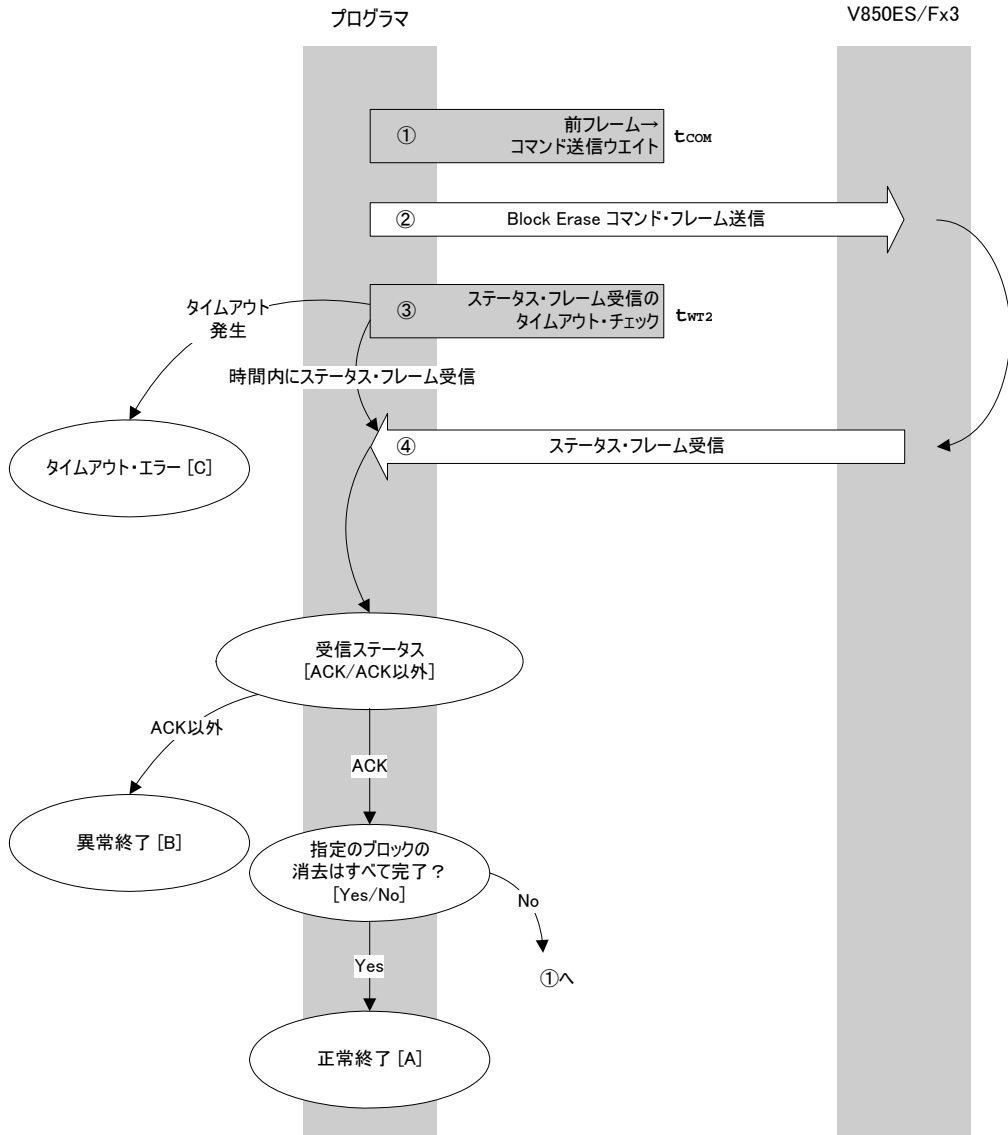 プログラマ
V850ES/Fx3
①
前フレーム→
コマンド送信ウエイト
tCOM
②
Block Erase コマンド・フレーム送信
タイムアウト
発生
③
ステータス・フレーム受信の
タイムアウト・チェック
tWT2
時間内にステータス・フレーム受信
タイムアウト・エラー [C]
④
ステータス・フレーム受信
受信ステータス
[ACK/ACK以外]
ACK以外
ACK
異常終了 [B]
指定のブロックの
消去はすべて完了？
[Yes/No]
No
Yes
①へ
正常終了 [A]